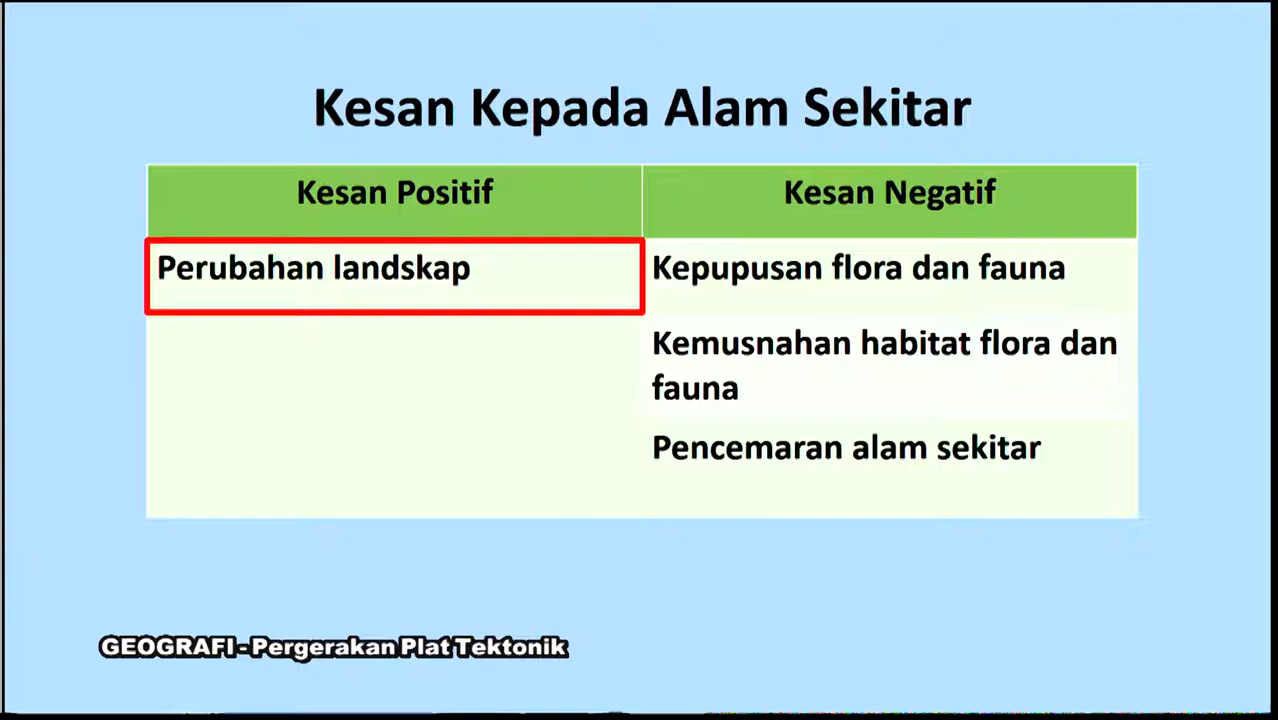 Kesan Kepada Alam Sekitar
Kesan Positif
Kesan Negatif
Perubahan landskap
Kepupusan flora dan fauna
Kemusnahan habitat flora dan
fauna
Pencemaran alam sekitar
GEOGRAFI - Pergerakan Plat Tektonik